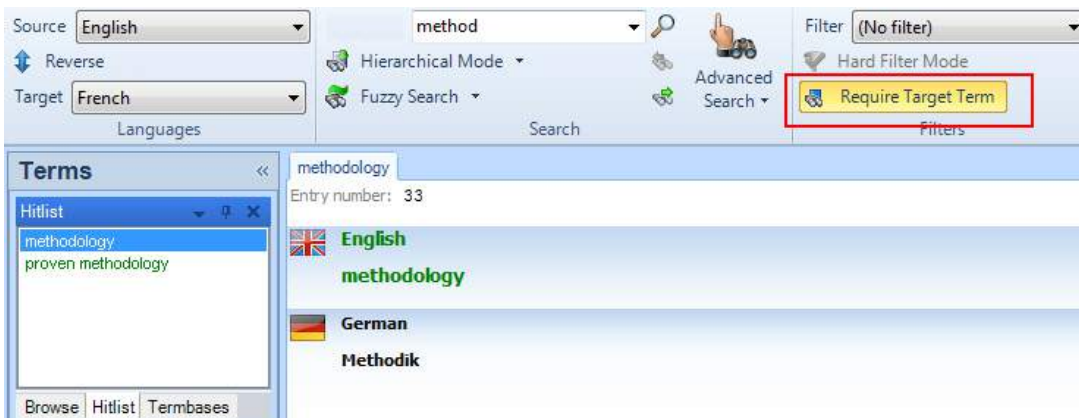 Source English
Reverse
Target French
Languages
method
Hierarchical Mode
Fuzzy Search
Advanced
Search
Search
Filter (No filter)
Hard Filter Mode
Require Target Term
Filters
Terms «
Hitlist
methodology
proven methodology
Browse Hitlist Termbases
methodology
Entry number: 33
English
methodology
German
Methodik